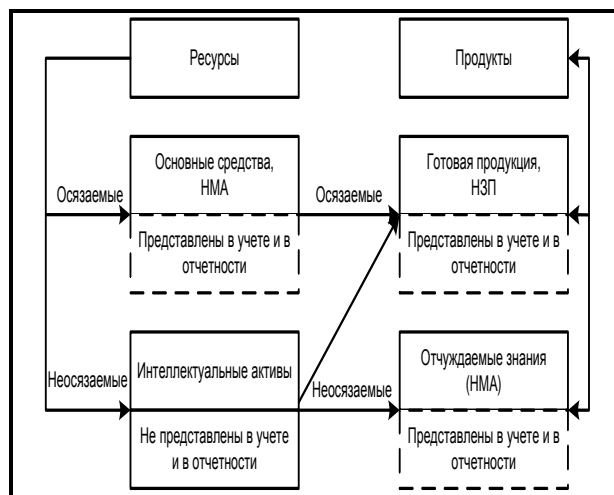 Ресурсы
Продукты
Основные средства,
НМА
Готовая продукция,
НЗП
Осязаемые
Осязаемые
Представлены в учете и в
отчетности
Представлены в учете и в
отчетности
Интеллектуальные активы
Отчуждаемые знания
(НМА)
Неосязаемые
Неосязаемые
Не представлены в учете
и в отчетности
Представлены в учете и в
отчетности